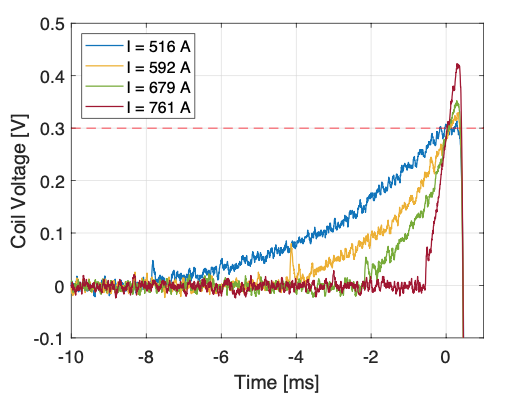 0.5
0.4
0.3
0.2
0.1
0
-0.1
Coil Voltage [V]
I = 516 A
I = 592 A
I = 679 A
I = 761 A
-10 -8 -6 -4 -2 0
Time [ms]